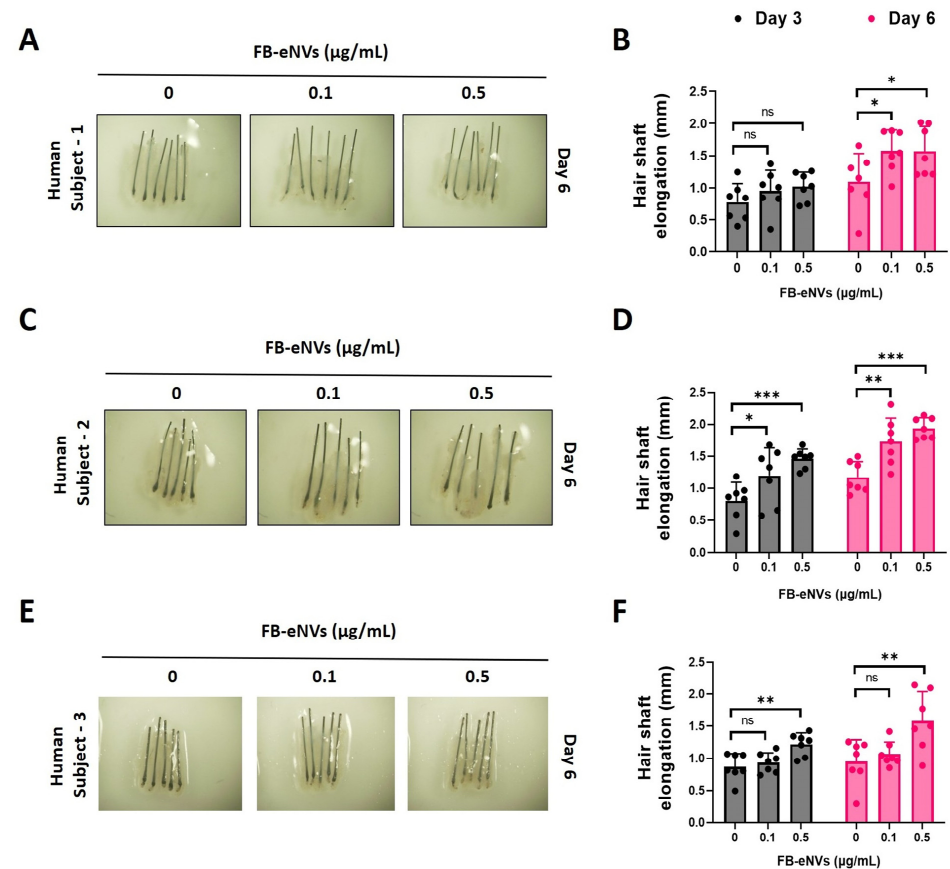 Day 3
Day 6
A
FB-eNVs (µg/mL)
0
0.1
0.5
Human
Subject - 1
Day 6
B
Hair shaft
elongation (mm)
2.5
2.0
1.5
1.0
0.5
0.0
ns
ns
*
*
0
0.1
0.5
0
0.1
0.5
FB-eNVs (µg/mL)
C
FB-eNVs (µg/mL)
0
0.1
0.5
Human
Subject - 2
Day 6
D
Hair shaft
elongation (mm)
2.5
2.0
1.5
1.0
0.5
0.0
***
*
***
**
0
0.1
0.5
0
0.1
0.5
FB-eNVs (µg/mL)
E
FB-eNVs (µg/mL)
0
0.1
0.5
Human
Subject - 3
Day 6
F
Hair shaft
elongation (mm)
2.5
2.0
1.5
1.0
0.5
0.0
**
ns
**
ns
0
0.1
0.5
0
0.1
0.5
FB-eNVs (µg/mL)